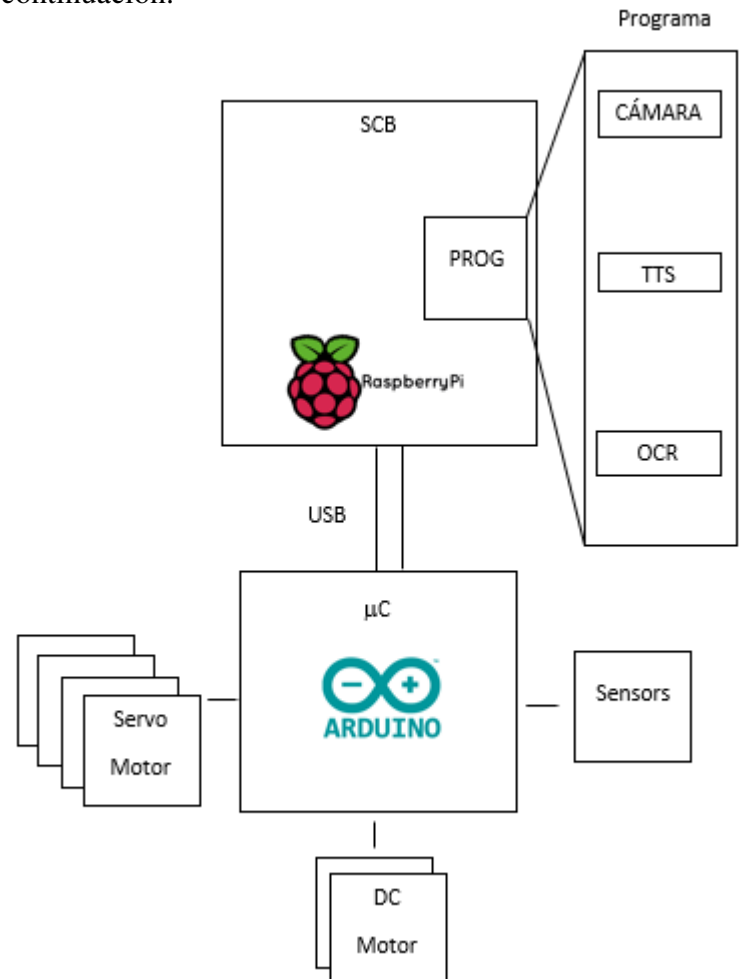 continuación.
Programa
SCB
CÁMARA
PROG
TTS
RaspberryPi
OCR
USB
µC
ARDUINO
Sensors
Servo
Motor
DC
Motor